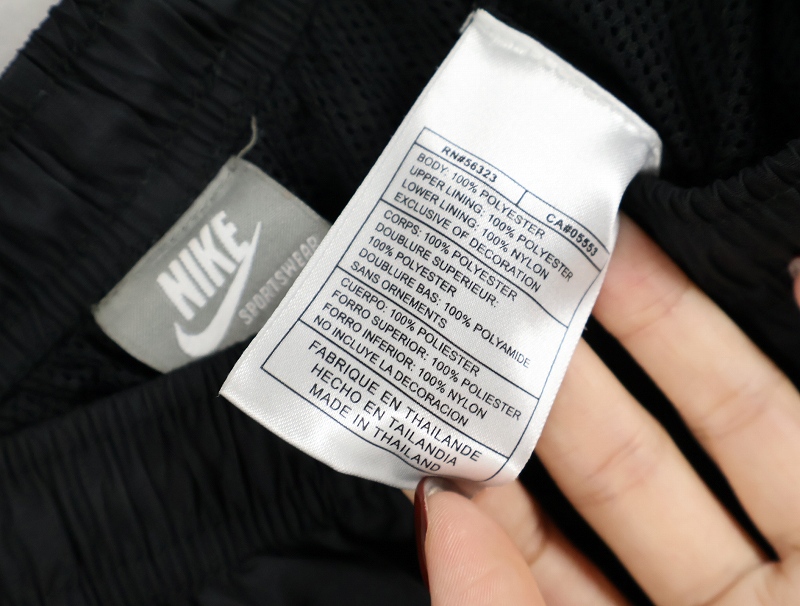 NIKE
SPORTSWEAR
RN#56323 CA#05553
BODY: 100% POLYESTER
UPPER LINING: 100% POLYESTER
LOWER LINING: 100% NYLON
EXCLUSIVE OF DECORATION
CORPS: 100% POLYESTER
DOUBLURE SUPERIEUR:
100% POLYESTER
DOUBLURE BAS: 100% POLYAMIDE
SANS ORNEMENTS
CUERPO: 100% POLIESTER
FORRO SUPERIOR: 100% POLYESTER
FORRO INFERIOR: 100% NYLON
NO INCLUYE LA DECORACION
FABRIQUE EN THAILANDE
HECHO EN TAILANDIA
MADE IN THAILAND